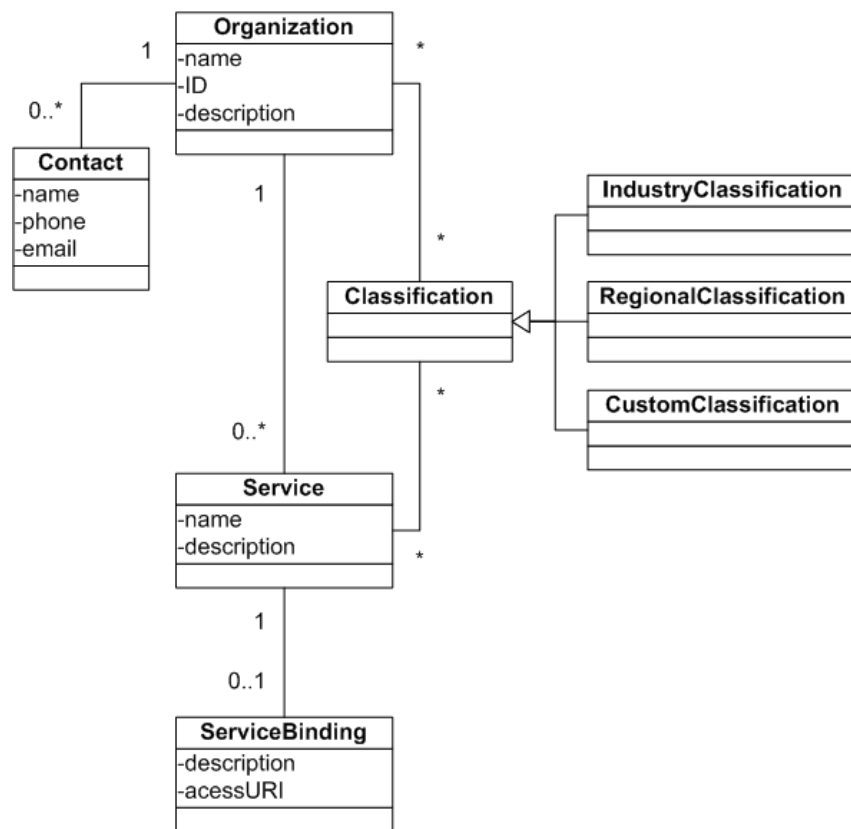 Organization
-name
-ID
-description
1
*
0..*
Contact
-name
-phone
-email
1
*
IndustryClassification
Classification
RegionalClassification
CustomClassification
*
0..*
Service
-name
-description
*
1
0..1
ServiceBinding
-description
-acessURI